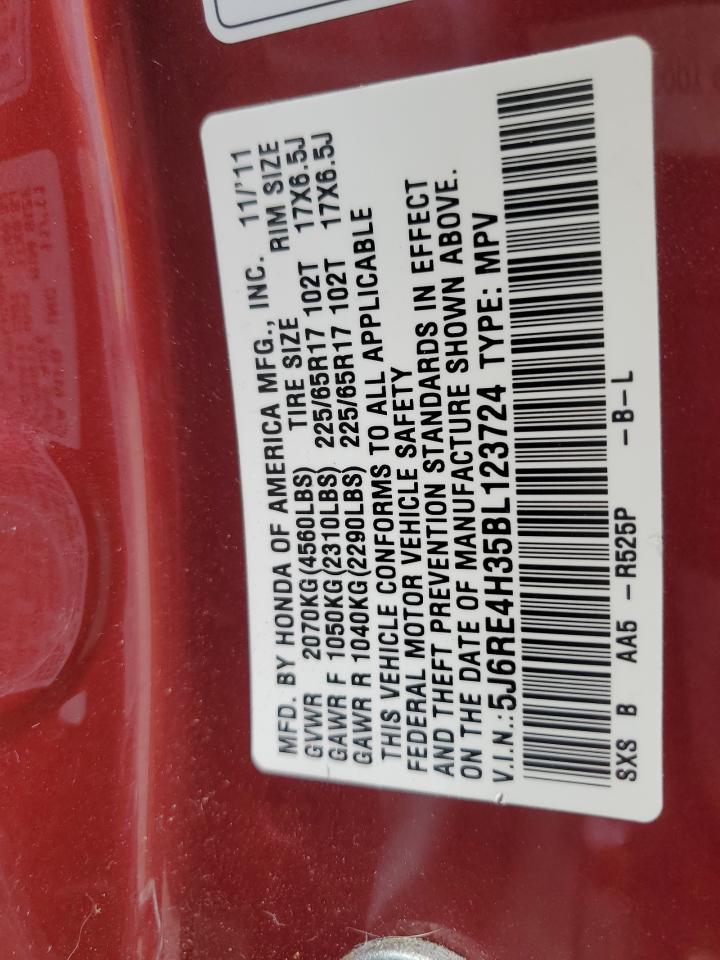 MFD. BY HONDA OF AMERICA MFG., INC. 11/'11
GVWR 2070KG(4560LBS) TIRE SIZE RIM SIZE
GAWR F 1050KG(2310LBS) 225/65R17 102T 17X6.5J
GAWR R 1040KG(2290LBS) 225/65R17 102T 17X6.5J
THIS VEHICLE CONFORMS TO ALL APPLICABLE
FEDERAL MOTOR VEHICLE SAFETY
AND THEFT PREVENTION STANDARDS IN EFFECT
ON THE DATE OF MANUFACTURE SHOWN ABOVE.
V.I.N.:5J6RE4H35BL123724 TYPE: MPV
SXS B AA5 -R525P -B-L